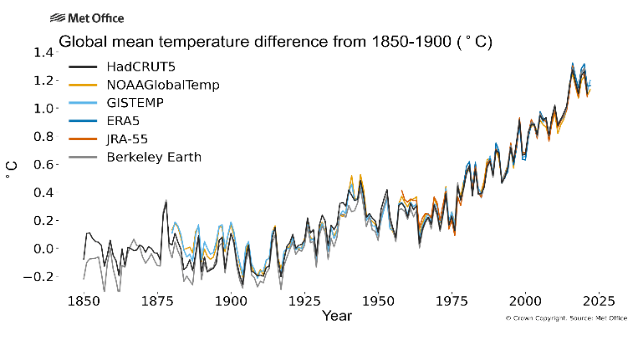 Met Office
Global mean temperature difference from 1850-1900 (°C)
1.4
1.2
1.0
0.8
0.6
0.4
0.2
0.0
−0.2
°C
HadCRUT5
NOAAGlobalTemp
GISTEMP
ERA5
JRA-55
Berkeley Earth
1850 1875 1900 1925 1950 1975 2000 2025
Year
© Crown Copyright. Source: Met Office